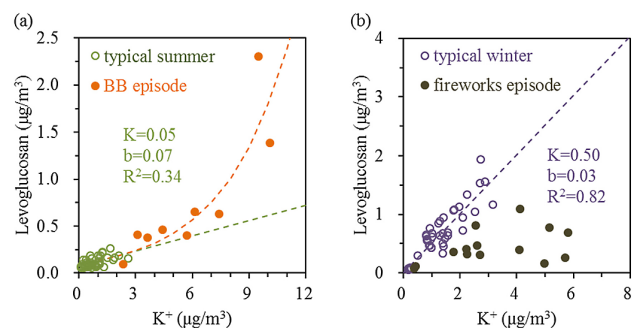 (a)
2.5
2.0
1.5
1.0
0.5
0.0
Levoglucosan (μg/m³)
typical summer
BB episode
K=0.05
b=0.07
R²=0.34
0 3 6 9 12
K⁺ (μg/m³)
(b)
4
3
2
1
0
Levoglucosan (μg/m³)
typical winter
fireworks episode
K=0.50
b=0.03
R²=0.82
0 2 4 6 8
K⁺ (μg/m³)